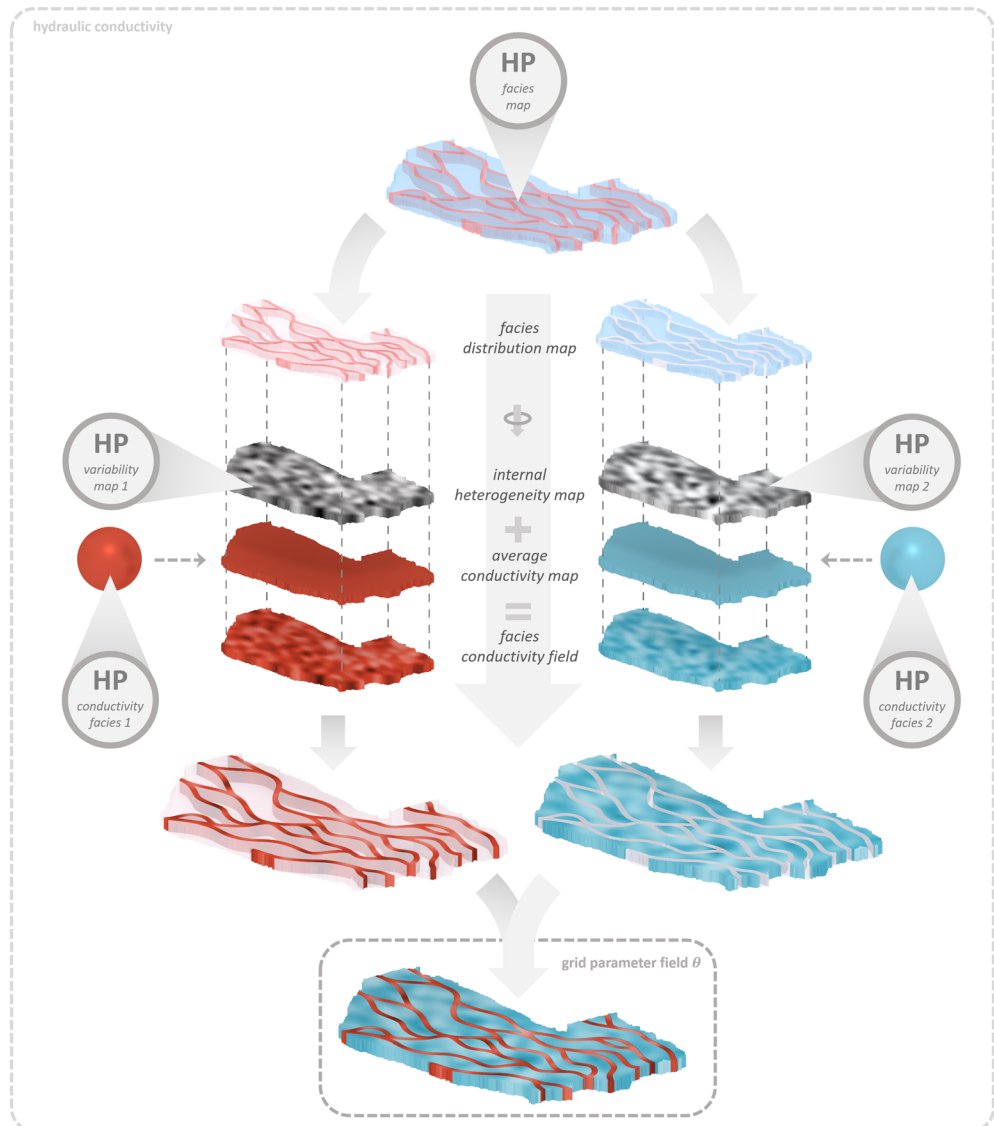 hydraulic conductivity
HP
facies
map
facies
distribution map
HP
variability
map 1
internal
heterogeneity map
HP
variability
map 2
+
average
conductivity map
=
facies
conductivity field
HP
conductivity
facies 1
HP
conductivity
facies 2
grid parameter field θ